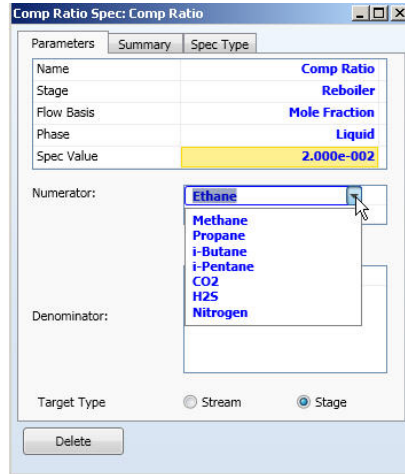 Comp Ratio Spec: Comp Ratio
Parameters Summary Spec Type
Name Comp Ratio
Stage Reboiler
Flow Basis Mole Fraction
Phase Liquid
Spec Value 2.000e-002
Numerator: Ethane
Methane
Propane
i-Butane
i-Pentane
CO2
H2S
Nitrogen
Denominator:
Target Type Stream Stage
Delete